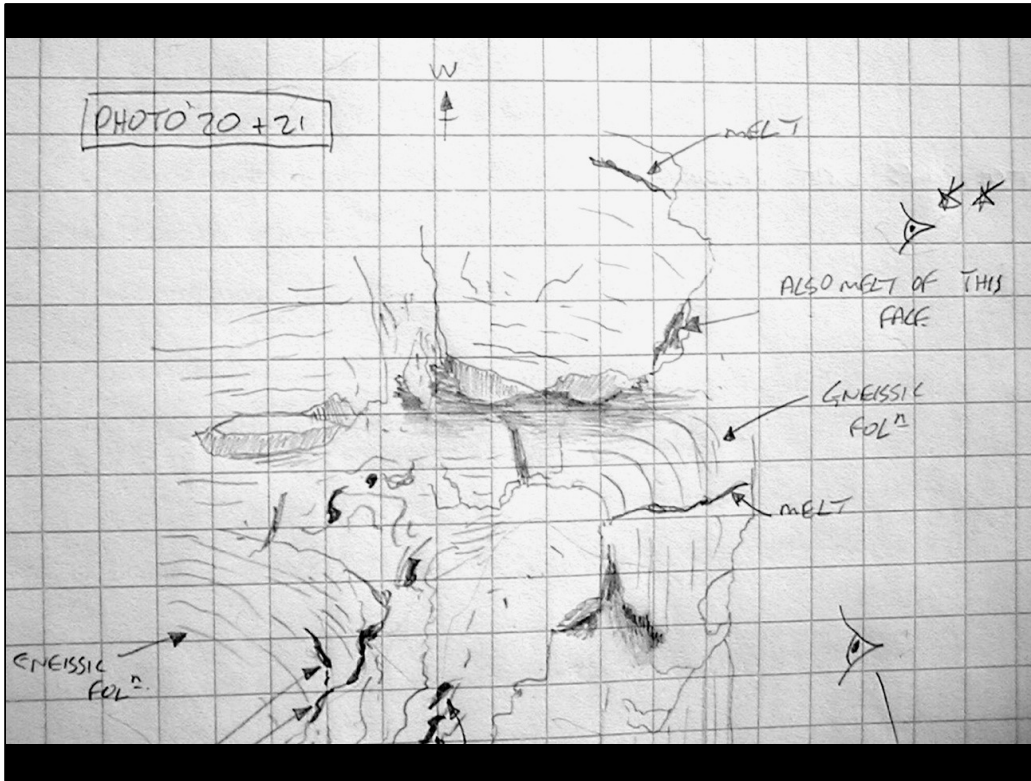 W
PHOTO 20 + 21
MELT
ALSO MELT OF THIS
FACE
GNEISSIC
FOLⁿ
MELT
GNEISSIC
FOLⁿ